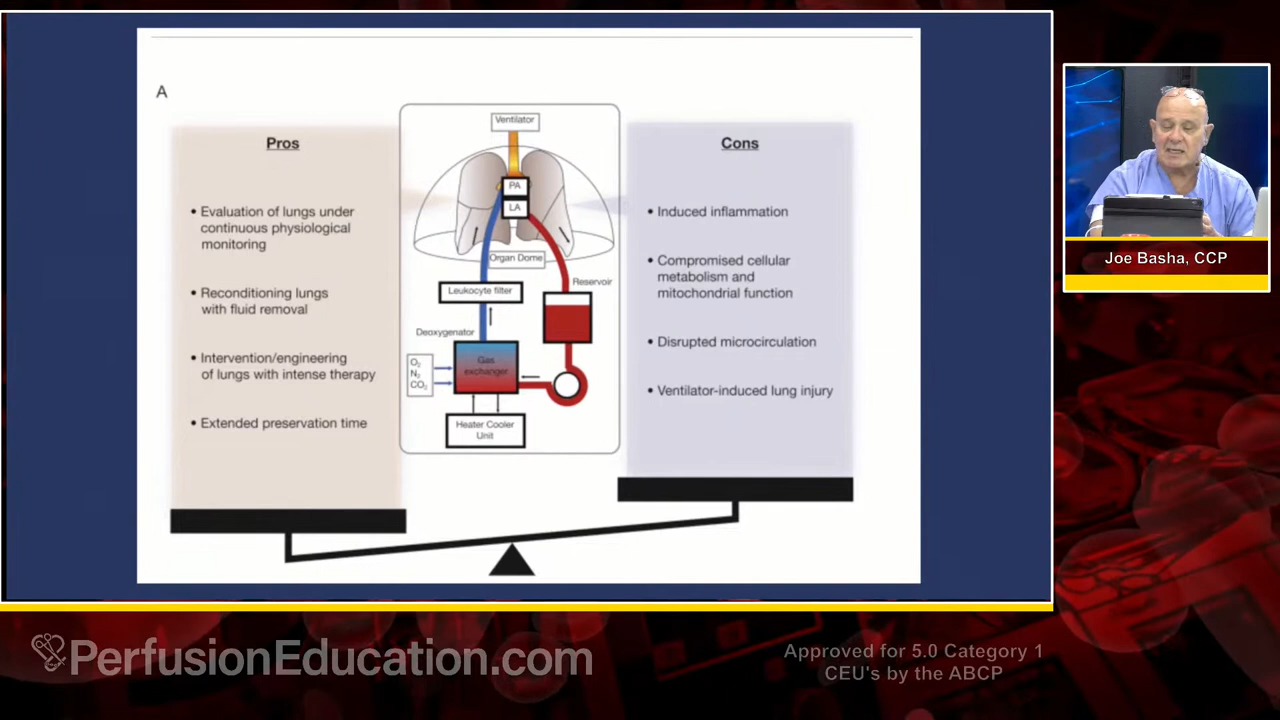 A
Pros
• Evaluation of lungs under
continuous physiological
monitoring
• Reconditioning lungs
with fluid removal
• Intervention/engineering
of lungs with intense therapy
• Extended preservation time
Ventilator
PA
LA
Organ Dome
Leukocyte filter
Reservoir
Deoxygenator
O₂
N₂
CO₂
Gas
exchanger
Heater Cooler
Unit
Cons
• Induced inflammation
• Compromised cellular
metabolism and
mitochondrial function
• Disrupted microcirculation
• Ventilator-induced lung injury
Joe Basha, CCP
PerfusionEducation.com
Approved for 5.0 Category 1
CEU's by the ABCP